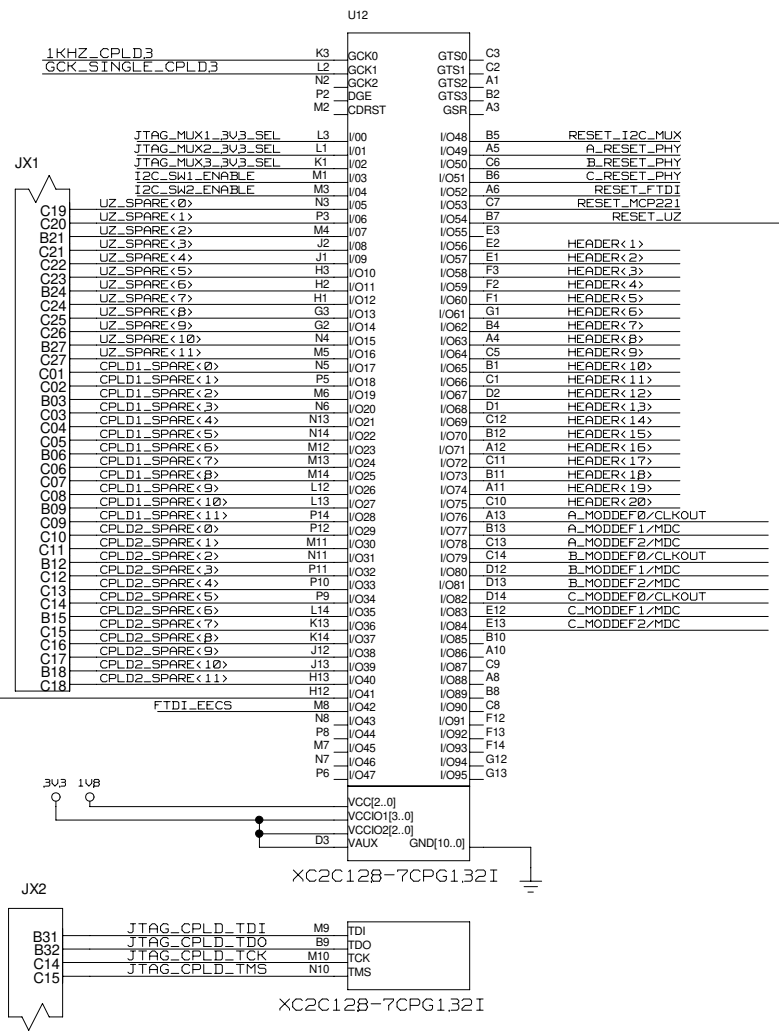 U12
1KHZ_CPLD3 K3 GCK0 GTS0 C3
GCK_SINGLE_CPLD3 L2 GCK1 GTS1 C2
N2 GCK2 GTS2 A1
P2 DGE GTS3 B2
M2 CDRST GSR A3
JTAG_MUX1_3V3_SEL L3 I/00 I/O48 B5 RESET_I2C_MUX
JTAG_MUX2_3V3_SEL L1 I/01 I/O49 A5 A_RESET_PHY
JX1
JTAG_MUX3_3V3_SEL K1 I/02 I/O50 C6 B_RESET_PHY
I2C_SW1_ENABLE M1 I/03 I/O51 B6 C_RESET_PHY
I2C_SW2_ENABLE M3 I/04 I/O52 A6 RESET_FTDI
C19 UZ_SPARE<0> N3 I/05 I/O53 C7 RESET_MCP221
C20 UZ_SPARE<1> P3 I/06 I/O54 B7 RESET_UZ
B21 UZ_SPARE<2> M4 I/07 I/O55 E3
C21 UZ_SPARE<3> J2 I/08 I/O56 E2 HEADER<1>
C22 UZ_SPARE<4> J1 I/09 I/O57 E1 HEADER<2>
C23 UZ_SPARE<5> H3 I/O10 I/O58 F3 HEADER<3>
B24 UZ_SPARE<6> H2 I/O11 I/O59 F2 HEADER<4>
C24 UZ_SPARE<7> H1 I/O12 I/O60 F1 HEADER<5>
C25 UZ_SPARE<8> G3 I/O13 I/O61 G1 HEADER<6>
C26 UZ_SPARE<9> G2 I/O14 I/O62 B4 HEADER<7>
B27 UZ_SPARE<10> N4 I/O15 I/O63 A4 HEADER<8>
C27 UZ_SPARE<11> M5 I/O16 I/O64 C5 HEADER<9>
C01 CPLD1_SPARE<0> N5 I/O17 I/O65 B1 HEADER<10>
C02 CPLD1_SPARE<1> P5 I/O18 I/O66 C1 HEADER<11>
B03 CPLD1_SPARE<2> M6 I/O19 I/O67 D2 HEADER<12>
C03 CPLD1_SPARE<3> N6 I/O20 I/O68 D1 HEADER<13>
C04 CPLD1_SPARE<4> N13 I/O21 I/O69 C12 HEADER<14>
C05 CPLD1_SPARE<5> N14 I/O22 I/O70 B12 HEADER<15>
B06 CPLD1_SPARE<6> M12 I/O23 I/O71 A12 HEADER<16>
C06 CPLD1_SPARE<7> M13 I/O24 I/O72 C11 HEADER<17>
C07 CPLD1_SPARE<8> M14 I/O25 I/O73 B11 HEADER<18>
C08 CPLD1_SPARE<9> L12 I/O26 I/O74 A11 HEADER<19>
B09 CPLD1_SPARE<10> L13 I/O27 I/O75 C10 HEADER<20>
C09 CPLD1_SPARE<11> P14 I/O28 I/O76 A13 A_MODDEF0/CLKOUT
C10 CPLD2_SPARE<0> P12 I/O29 I/O77 B13 A_MODDEF1/MDC
C11 CPLD2_SPARE<1> M11 I/O30 I/O78 C13 A_MODDEF2/MDC
B12 CPLD2_SPARE<2> N11 I/O31 I/O79 C14 B_MODDEF0/CLKOUT
C12 CPLD2_SPARE<3> P11 I/O32 I/O80 D12 B_MODDEF1/MDC
C13 CPLD2_SPARE<4> P10 I/O33 I/O81 D13 B_MODDEF2/MDC
C14 CPLD2_SPARE<5> P9 I/O34 I/O82 D14 C_MODDEF0/CLKOUT
B15 CPLD2_SPARE<6> L14 I/O35 I/O83 E12 C_MODDEF1/MDC
C15 CPLD2_SPARE<7> K13 I/O36 I/O84 E13 C_MODDEF2/MDC
C16 CPLD2_SPARE<8> K14 I/O37 I/O85 B10
C17 CPLD2_SPARE<9> J12 I/O38 I/O86 A10
B18 CPLD2_SPARE<10> J13 I/O39 I/O87 C9
C18 CPLD2_SPARE<11> H13 I/O40 I/O88 A8
H12 I/O41 I/O89 B8
FTDI_EECS M8 I/O42 I/O90 C8
N8 I/O43 I/O91 F12
P8 I/O44 I/O92 F13
M7 I/O45 I/O93 F14
N7 I/O46 I/O94 G12
P6 I/O47 I/O95 G13
3V3 1V8
VCC[2..0]
VCCIO1[3..0]
VCCIO2[2..0]
D3 VAUX GND[10..0]
XC2C128-7CPG132I
JX2
B31 JTAG_CPLD_TDI M9 TDI
B32 JTAG_CPLD_TDO B9 TDO
C14 JTAG_CPLD_TCK M10 TCK
C15 JTAG_CPLD_TMS N10 TMS
XC2C128-7CPG132I